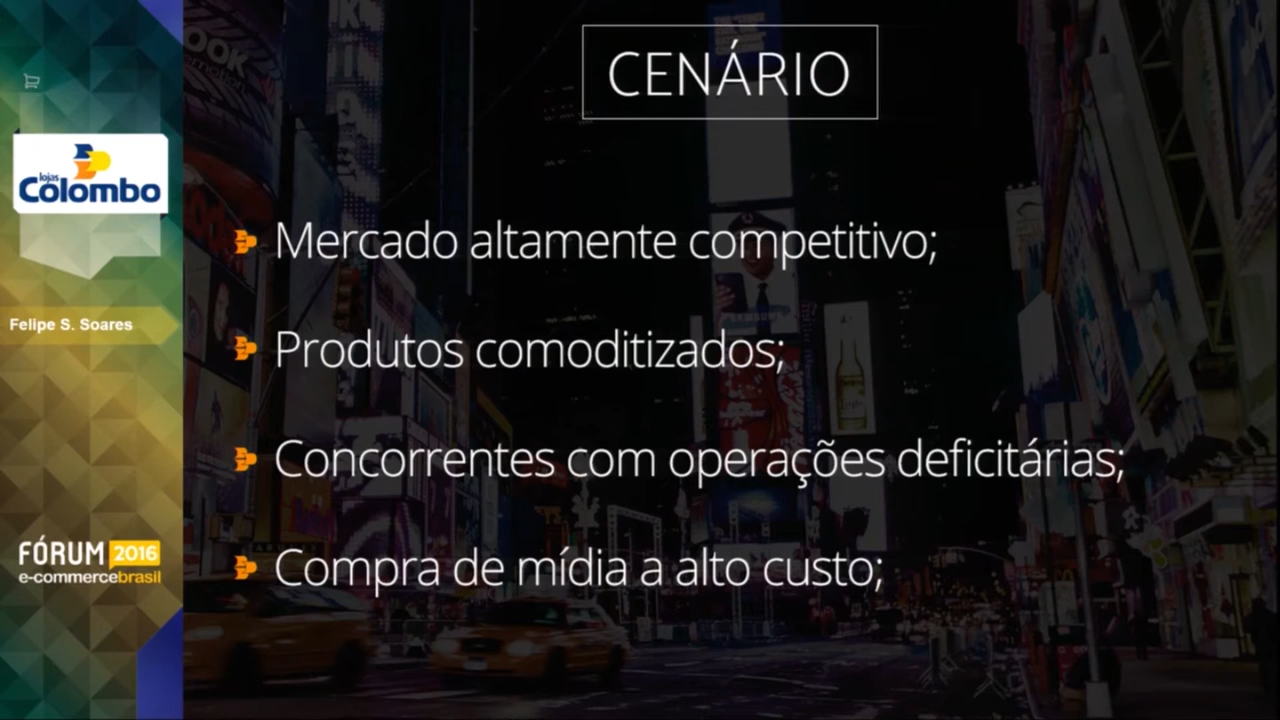 CENÁRIO
lojas
Colombo
Mercado altamente competitivo;
Produtos comoditizados;
Felipe S. Soares
Concorrentes com operações deficitárias;
Compra de mídia a alto custo;
FÓRUM 2016
e-commercebrasil